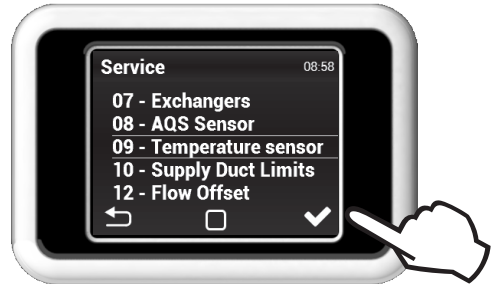 Service 08:58
07 - Exchangers
08 - AQS Sensor
09 - Temperature sensor
10 - Supply Duct Limits
12 - Flow Offset